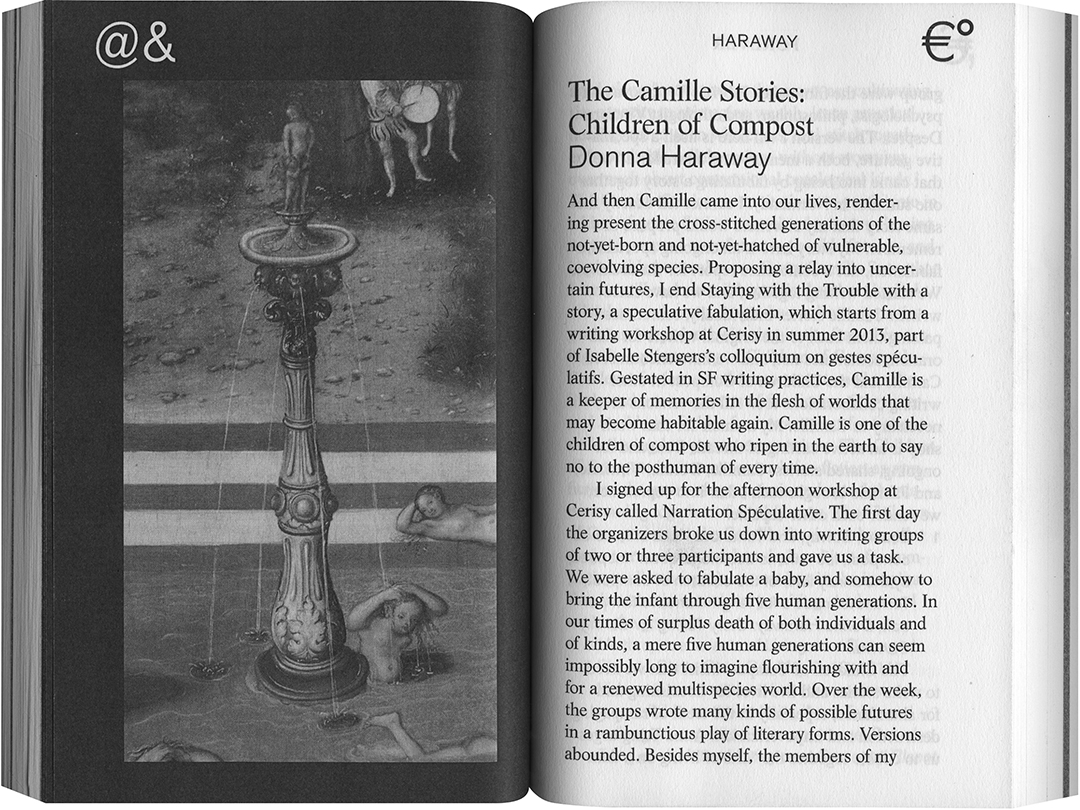 @&
HARAWAY
€°
The Camille Stories:
Children of Compost
Donna Haraway
And then Camille came into our lives, render-
ing present the cross-stitched generations of the
not-yet-born and not-yet-hatched of vulnerable,
coevolving species. Proposing a relay into uncer-
tain futures, I end Staying with the Trouble with a
story, a speculative fabulation, which starts from a
writing workshop at Cerisy in summer 2013, part
of Isabelle Stengers’s colloquium on gestes spécu-
latifs. Gestated in SF writing practices, Camille is
a keeper of memories in the flesh of worlds that
may become habitable again. Camille is one of the
children of compost who ripen in the earth to say
no to the posthuman of every time.
I signed up for the afternoon workshop at
Cerisy called Narration Spéculative. The first day
the organizers broke us down into writing groups
of two or three participants and gave us a task.
We were asked to fabulate a baby, and somehow to
bring the infant through five human generations. In
our times of surplus death of both individuals and
of kinds, a mere five human generations can seem
impossibly long to imagine flourishing with and
for a renewed multispecies world. Over the week,
the groups wrote many kinds of possible futures
in a rambunctious play of literary forms. Versions
abounded. Besides myself, the members of my